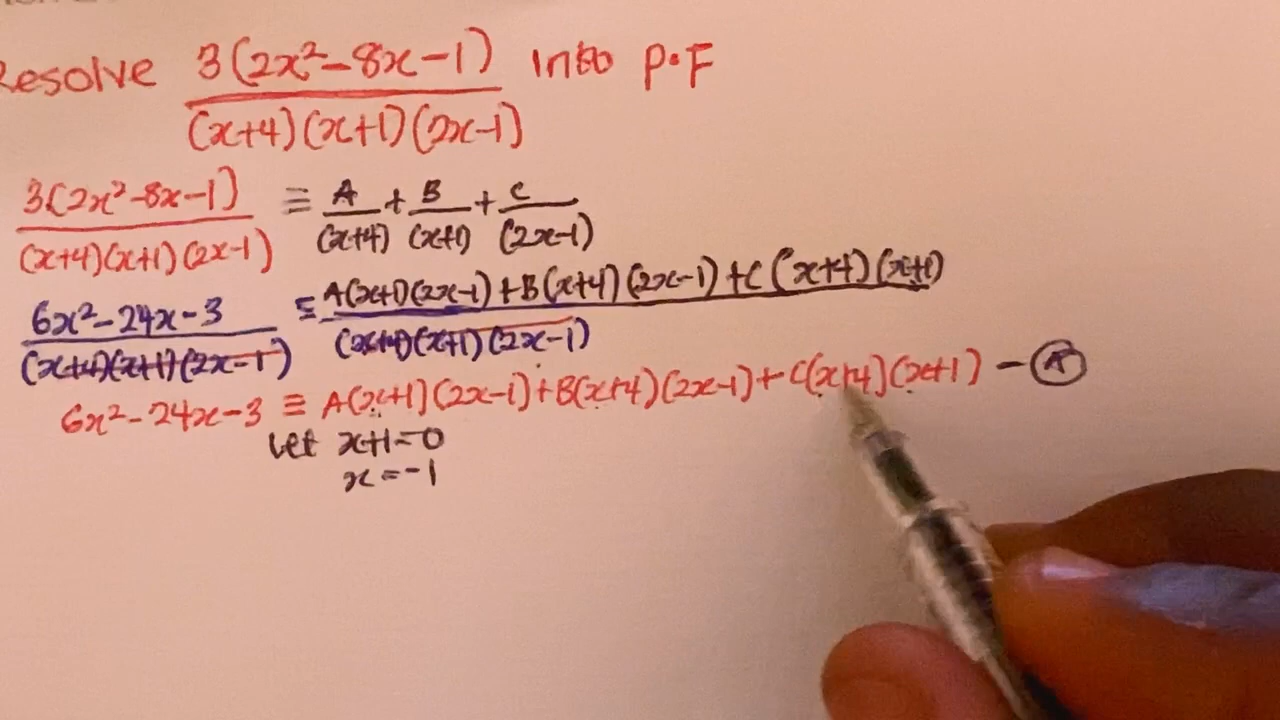 Resolve 3(2x²-8x-1) / (x+4)(x+1)(2x-1) into P.F
3(2x²-8x-1) / (x+4)(x+1)(2x-1) ≡ A/(x+4) + B/(x+1) + C/(2x-1)
6x²-24x-3 / (x+4)(x+1)(2x-1) ≡ A(x+1)(2x-1)+B(x+4)(2x-1)+C(x+4)(x+1) / (x+4)(x+1)(2x-1)
6x²-24x-3 ≡ A(x+1)(2x-1)+B(x+4)(2x-1)+C(x+4)(x+1) - Ⓐ
Let x+1=0
x=-1